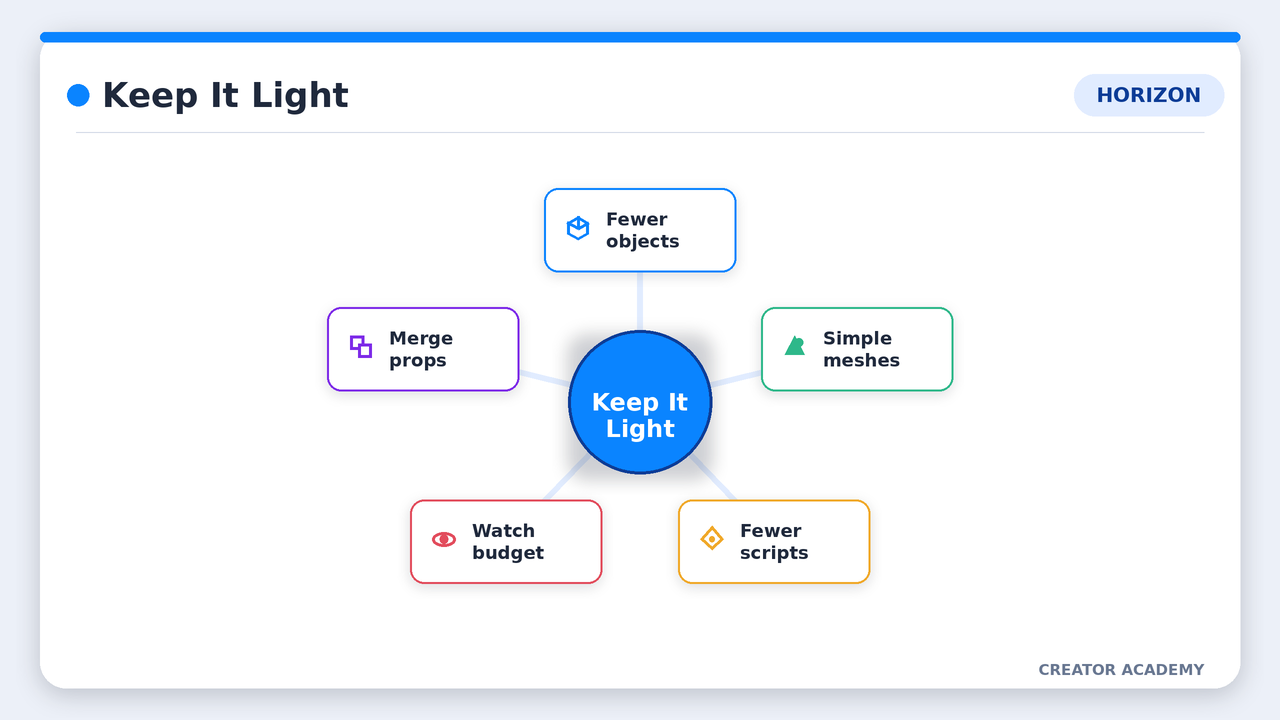 Keep It Light
HORIZON
Fewer
objects
Merge
props
Simple
meshes
Keep It
Light
Watch
budget
Fewer
scripts
CREATOR ACADEMY